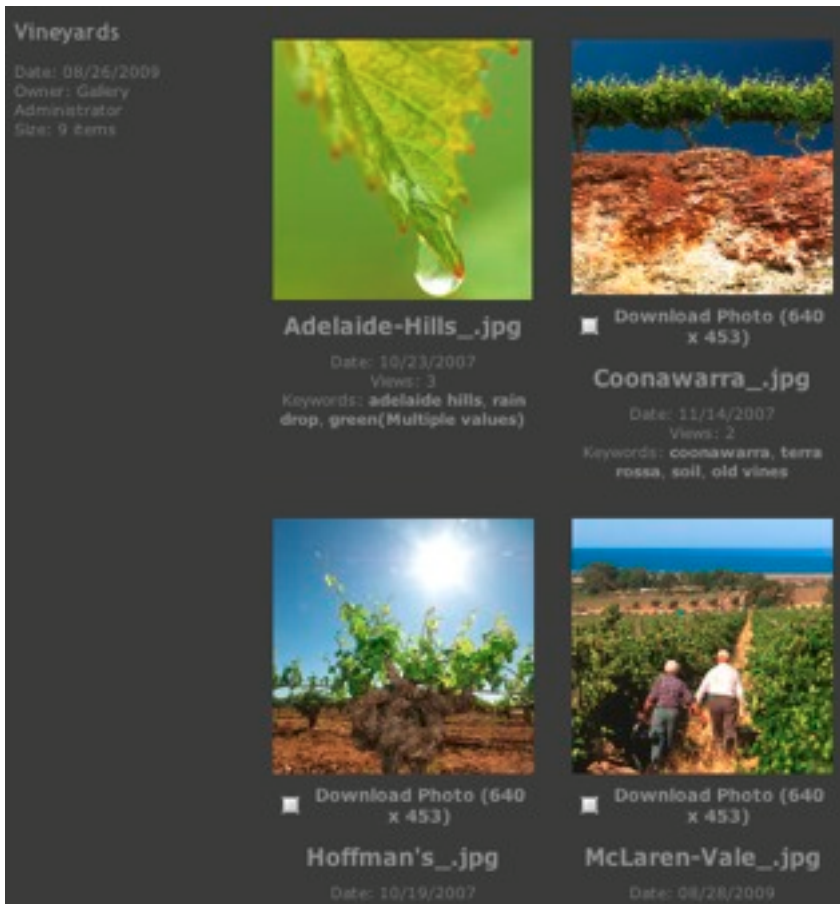 Vineyards
Date: 08/26/2009
Owner: Gallery
Administrator
Size: 9 items
Adelaide-Hills_.jpg
Date: 10/23/2007
Views: 3
Keywords: adelaide hills, rain
drop, green(Multiple values)
Download Photo (640
x 453)
Coonawarra_.jpg
Date: 11/14/2007
Views: 2
Keywords: coonawarra, terra
rossa, soil, old vines
Download Photo (640
x 453)
Hoffman's_.jpg
Date: 10/19/2007
Download Photo (640
x 453)
McLaren-Vale_.jpg
Date: 08/28/2009